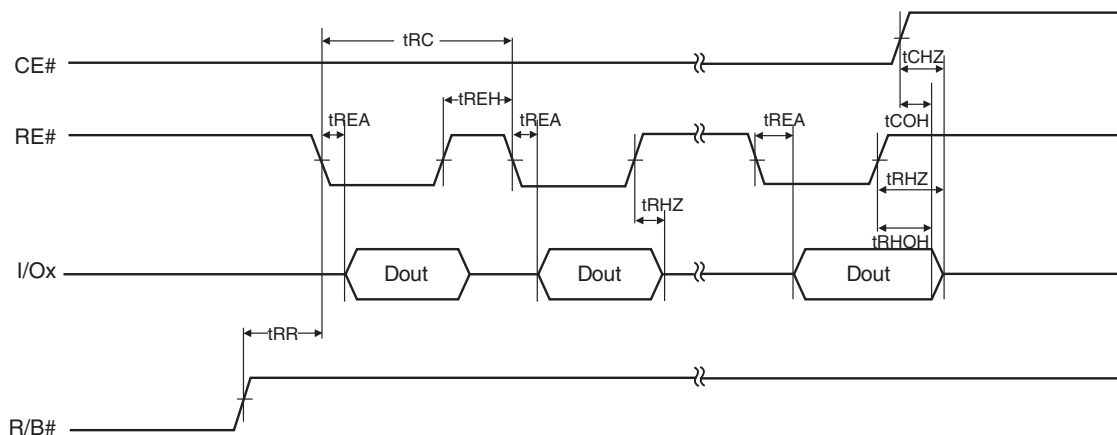 tRC
CE#
tCHZ
tREH
tREA
tREA
tREA
tCOH
RE#
tRHZ
tRHZ
tRHOH
I/Ox
Dout
Dout
Dout
tRR
R/B#